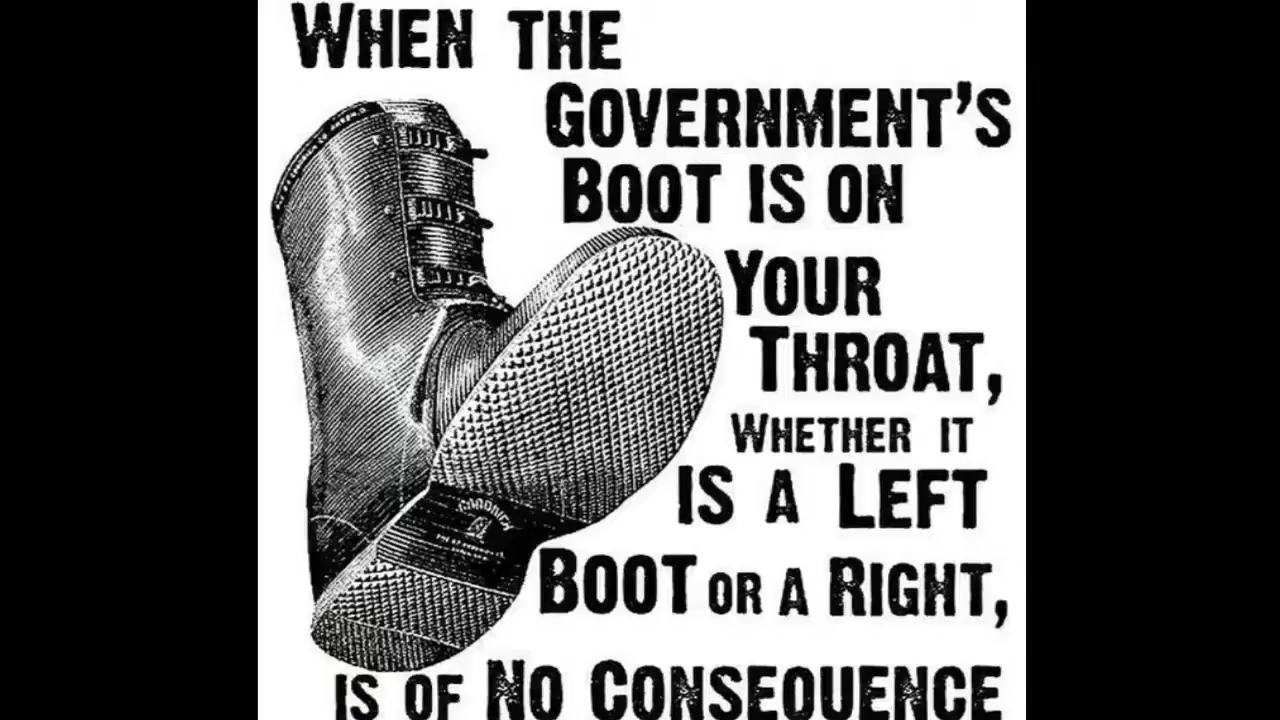 WHEN THE
GOVERNMENT'S
BOOT IS ON
YOUR
THROAT,
WHETHER IT
IS A LEFT
BOOT OR A RIGHT,
IS OF NO CONSEQUENCE
GOODRICH